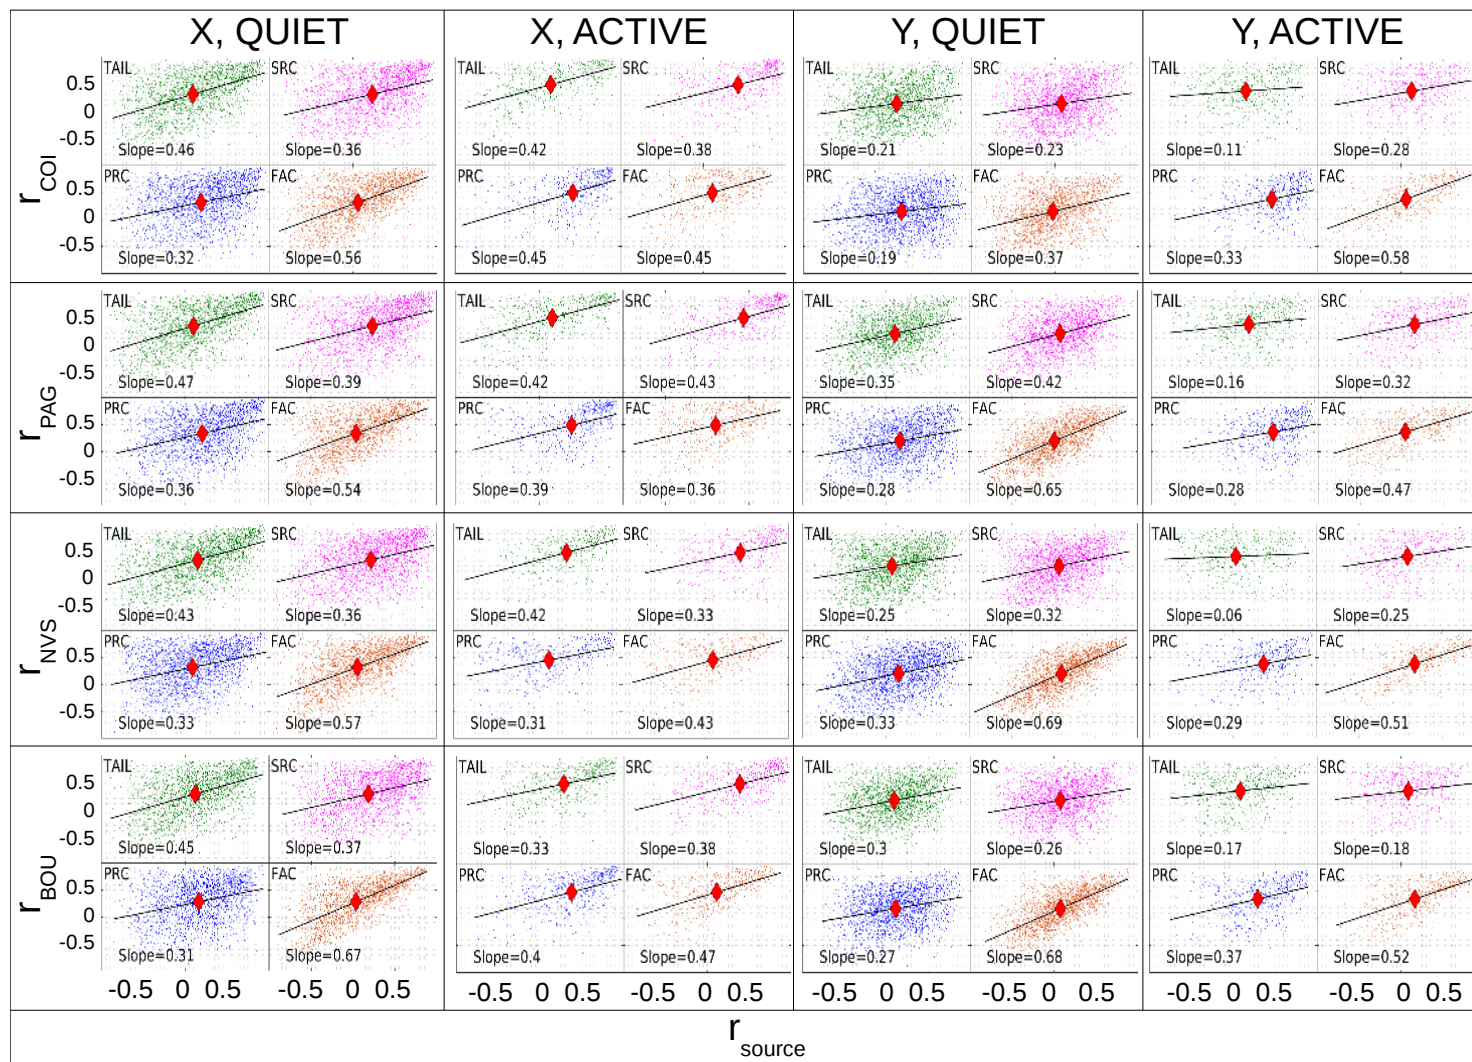 X, QUIET X, ACTIVE Y, QUIET Y, ACTIVE
r COI
0.5
0
-0.5
0.5
0
-0.5
TAIL SRC TAIL SRC TAIL SRC TAIL SRC
Slope=0.46 Slope=0.36 Slope=0.42 Slope=0.38 Slope=0.21 Slope=0.23 Slope=0.11 Slope=0.28
PRC FAC PRC FAC PRC FAC PRC FAC
Slope=0.32 Slope=0.56 Slope=0.45 Slope=0.45 Slope=0.19 Slope=0.37 Slope=0.33 Slope=0.58
r PAG
0.5
0
-0.5
0.5
0
-0.5
TAIL SRC TAIL SRC TAIL SRC TAIL SRC
Slope=0.47 Slope=0.39 Slope=0.42 Slope=0.43 Slope=0.35 Slope=0.42 Slope=0.16 Slope=0.32
PRC FAC PRC FAC PRC FAC PRC FAC
Slope=0.36 Slope=0.54 Slope=0.39 Slope=0.36 Slope=0.28 Slope=0.65 Slope=0.28 Slope=0.47
r NVS
0.5
0
-0.5
0.5
0
-0.5
TAIL SRC TAIL SRC TAIL SRC TAIL SRC
Slope=0.43 Slope=0.36 Slope=0.42 Slope=0.33 Slope=0.25 Slope=0.32 Slope=0.06 Slope=0.25
PRC FAC PRC FAC PRC FAC PRC FAC
Slope=0.33 Slope=0.57 Slope=0.31 Slope=0.43 Slope=0.33 Slope=0.69 Slope=0.29 Slope=0.51
r BOU
0.5
0
-0.5
0.5
0
-0.5
TAIL SRC TAIL SRC TAIL SRC TAIL SRC
Slope=0.45 Slope=0.37 Slope=0.33 Slope=0.38 Slope=0.3 Slope=0.26 Slope=0.17 Slope=0.18
PRC FAC PRC FAC PRC FAC PRC FAC
Slope=0.31 Slope=0.67 Slope=0.4 Slope=0.47 Slope=0.27 Slope=0.68 Slope=0.37 Slope=0.52
-0.5 0 0.5 -0.5 0 0.5 -0.5 0 0.5 -0.5 0 0.5 -0.5 0 0.5 -0.5 0 0.5 -0.5 0 0.5 -0.5 0 0.5
r source